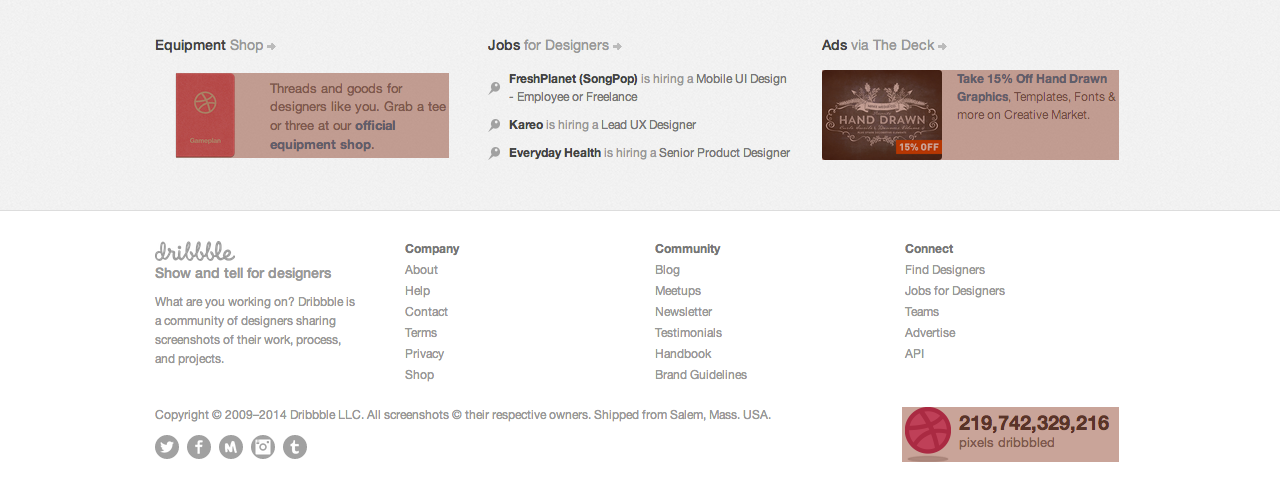 Equipment Shop
Threads and goods for
designers like you. Grab a tee
or three at our official
equipment shop.
Gameplan
Jobs for Designers
FreshPlanet (SongPop) is hiring a Mobile UI Design
- Employee or Freelance
Kareo is hiring a Lead UX Designer
Everyday Health is hiring a Senior Product Designer
Ads via The Deck
HAND DRAWN
15% OFF
Take 15% Off Hand Drawn
Graphics, Templates, Fonts &
more on Creative Market.
dribbble
Show and tell for designers
What are you working on? Dribbble is
a community of designers sharing
screenshots of their work, process,
and projects.
Company
About
Help
Contact
Terms
Privacy
Shop
Community
Blog
Meetups
Newsletter
Testimonials
Handbook
Brand Guidelines
Connect
Find Designers
Jobs for Designers
Teams
Advertise
API
Copyright © 2009–2014 Dribbble LLC. All screenshots © their respective owners. Shipped from Salem, Mass. USA.
219,742,329,216
pixels dribbbled